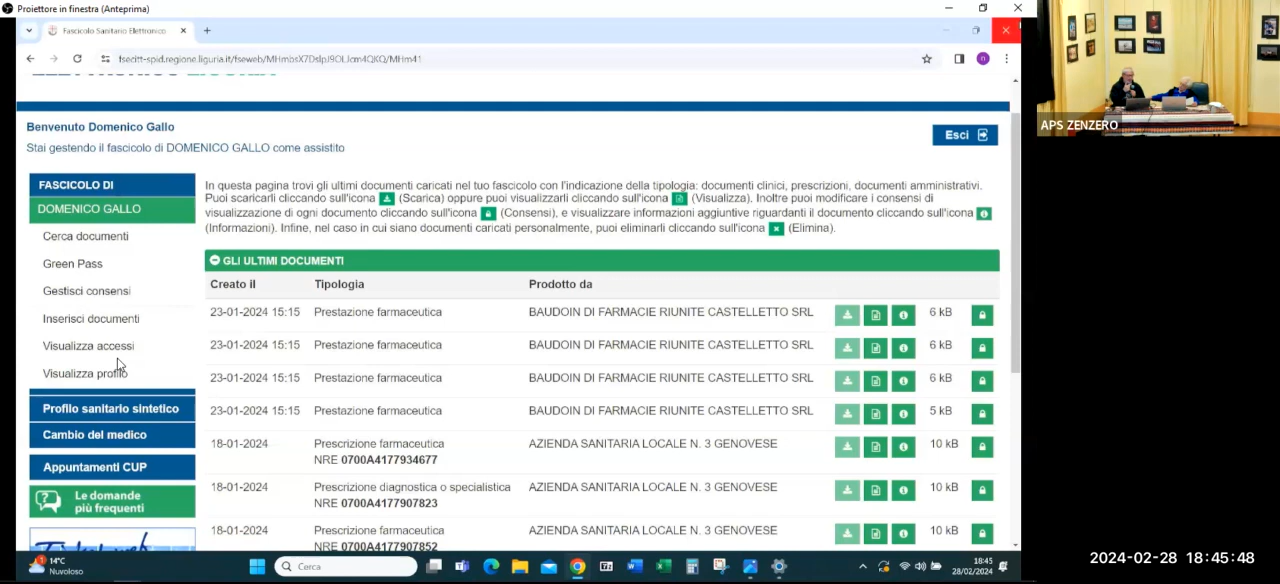 Proiettore in finestra (Anteprima)
Fascicolo Sanitario Elettronico
fsecitt-spid.regione.liguria.it/fseweb/
n
Benvenuto Domenico Gallo
Stai gestendo il fascicolo di DOMENICO GALLO come assistito
Esci
FASCICOLO DI
DOMENICO GALLO
Cerca documenti
Green Pass
Gestisci consensi
Inserisci documenti
Visualizza accessi
Visualizza profilo
Profilo sanitario sintetico
Cambio del medico
Appuntamenti CUP
Le domande
più frequenti
In questa pagina trovi gli ultimi documenti caricati nel tuo fascicolo con l'indicazione della tipologia: documenti clinici, prescrizioni, documenti amministrativi.
Puoi scaricarli cliccando sull'icona (Scarica) oppure puoi visualizzarli cliccando sull'icona (Visualizza). Inoltre puoi modificare i consensi di
visualizzazione di ogni documento cliccando sull'icona (Consensi), e visualizzare informazioni aggiuntive riguardanti il documento cliccando sull'icona
(Informazioni). Infine, nel caso in cui siano documenti caricati personalmente, puoi eliminarli cliccando sull'icona (Elimina).
GLI ULTIMI DOCUMENTI
Creato il Tipologia Prodotto da
23-01-2024 15:15 Prestazione farmaceutica BAUDOIN DI FARMACIE RIUNITE CASTELLETTO SRL 6 kB
23-01-2024 15:15 Prestazione farmaceutica BAUDOIN DI FARMACIE RIUNITE CASTELLETTO SRL 6 kB
23-01-2024 15:15 Prestazione farmaceutica BAUDOIN DI FARMACIE RIUNITE CASTELLETTO SRL 6 kB
23-01-2024 15:15 Prestazione farmaceutica BAUDOIN DI FARMACIE RIUNITE CASTELLETTO SRL 5 kB
18-01-2024 Prescrizione farmaceutica AZIENDA SANITARIA LOCALE N. 3 GENOVESE 10 kB
NRE 0700A4177934677
18-01-2024 Prescrizione diagnostica o specialistica AZIENDA SANITARIA LOCALE N. 3 GENOVESE 10 kB
NRE 0700A4177907823
18-01-2024 Prescrizione farmaceutica AZIENDA SANITARIA LOCALE N. 3 GENOVESE 10 kB
NRE 0700A4177907852
14°C
Nuvoloso
Cerca
18:45
28/02/2024
APS ZENZERO
2024-02-28 18:45:48